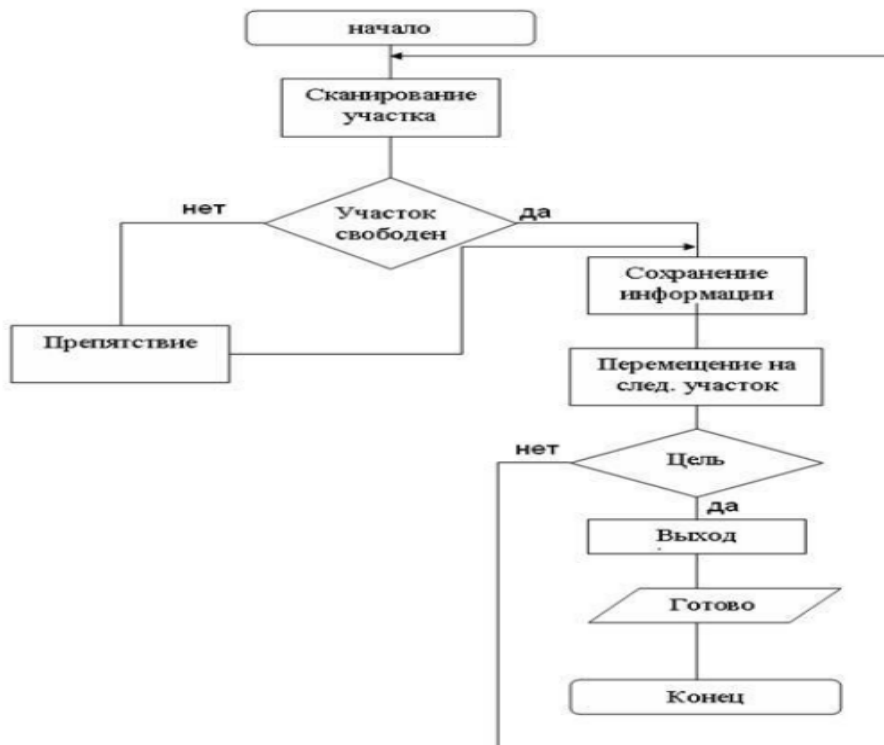 начало
Сканирование
участка
нет
Участок
свободен
да
Сохранение
информации
Препятствие
Перемещение на
след. участок
нет
Цель
да
Выход
Готово
Конец